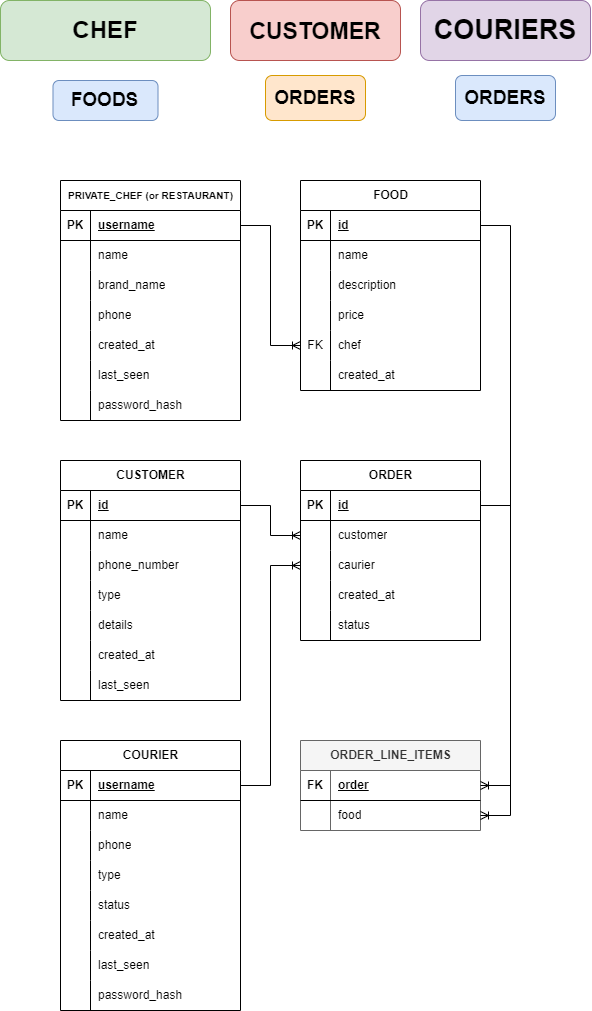 CHEF
CUSTOMER
COURIERS
FOODS
ORDERS
ORDERS
PRIVATE_CHEF (or RESTAURANT)
PK username
name
brand_name
phone
created_at
last_seen
password_hash
FOOD
PK id
name
description
price
FK chef
created_at
CUSTOMER
PK id
name
phone_number
type
details
created_at
last_seen
ORDER
PK id
customer
caurier
created_at
status
COURIER
PK username
name
phone
type
status
created_at
last_seen
password_hash
ORDER_LINE_ITEMS
FK order
food